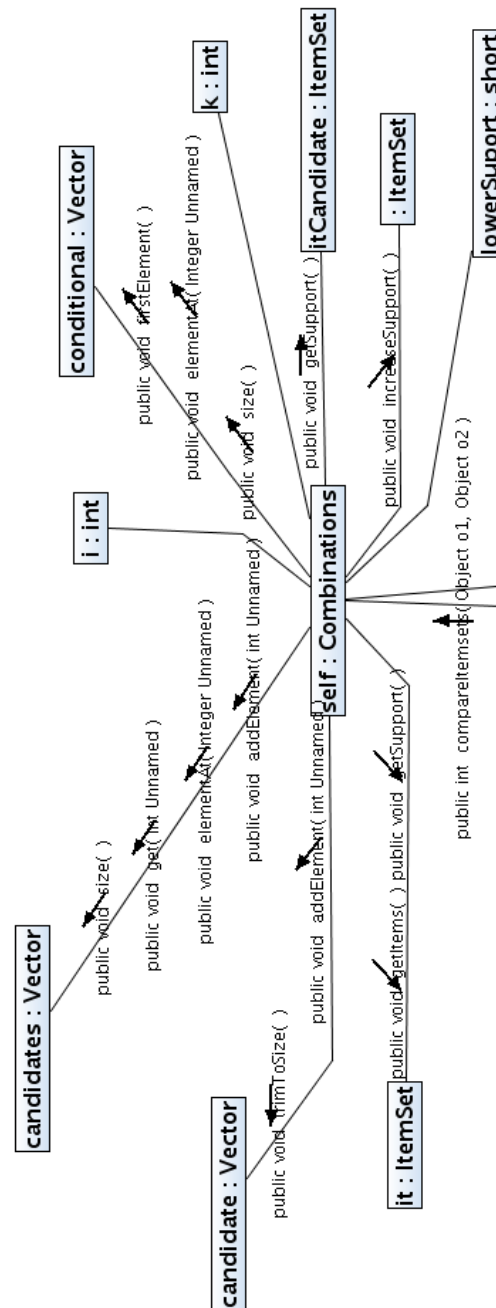 candidates : Vector
public void size( )
public void get( int Unnamed )
public void elementAt( Integer Unnamed )
public void addElement( int Unnamed )
candidate : Vector
public void trimToSize( )
public void addElement( int Unnamed )
it : ItemSet
public void getItems( )
public void getSupport( )
public int compareItemsets( Object o1, Object o2 )
self : Combinations
i : int
conditional : Vector
public void firstElement( )
public void elementAt( Integer Unnamed )
public void size( )
k : int
itCandidate : ItemSet
public void getSupport( )
: ItemSet
public void increaseSupport( )
lowerSupport : short